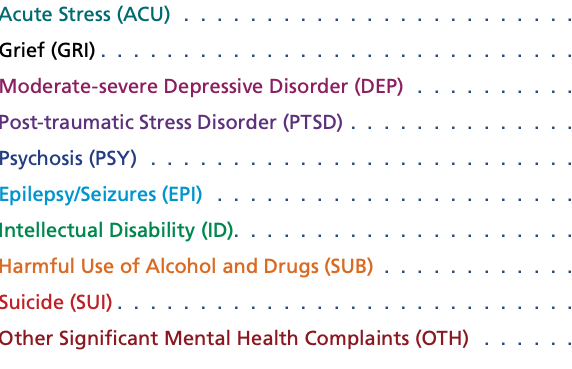 Acute Stress (ACU) . . . . . . . . . . . . . . . . . . . . . . . .
Grief (GRI) . . . . . . . . . . . . . . . . . . . . . . . . . . . . .
Moderate-severe Depressive Disorder (DEP) . . . . . . . . . .
Post-traumatic Stress Disorder (PTSD) . . . . . . . . . . . . . .
Psychosis (PSY) . . . . . . . . . . . . . . . . . . . . . . . . . .
Epilepsy/Seizures (EPI) . . . . . . . . . . . . . . . . . . . . . .
Intellectual Disability (ID). . . . . . . . . . . . . . . . . . . . .
Harmful Use of Alcohol and Drugs (SUB) . . . . . . . . . . . .
Suicide (SUI) . . . . . . . . . . . . . . . . . . . . . . . . . . . .
Other Significant Mental Health Complaints (OTH) . . . . . .